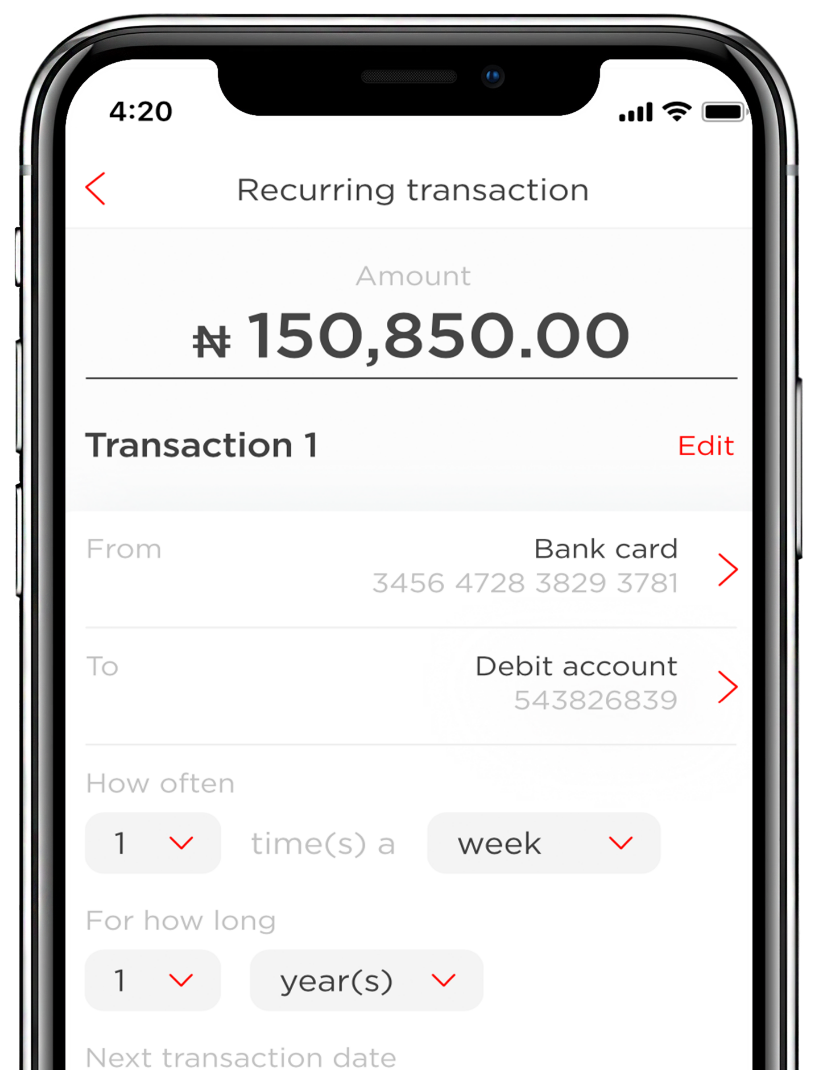 4:20
Recurring transaction
Amount
₦ 150,850.00
Transaction 1 Edit
From Bank card
3456 4728 3829 3781
To Debit account
543826839
How often
1 time(s) a week
For how long
1 year(s)
Next transaction date